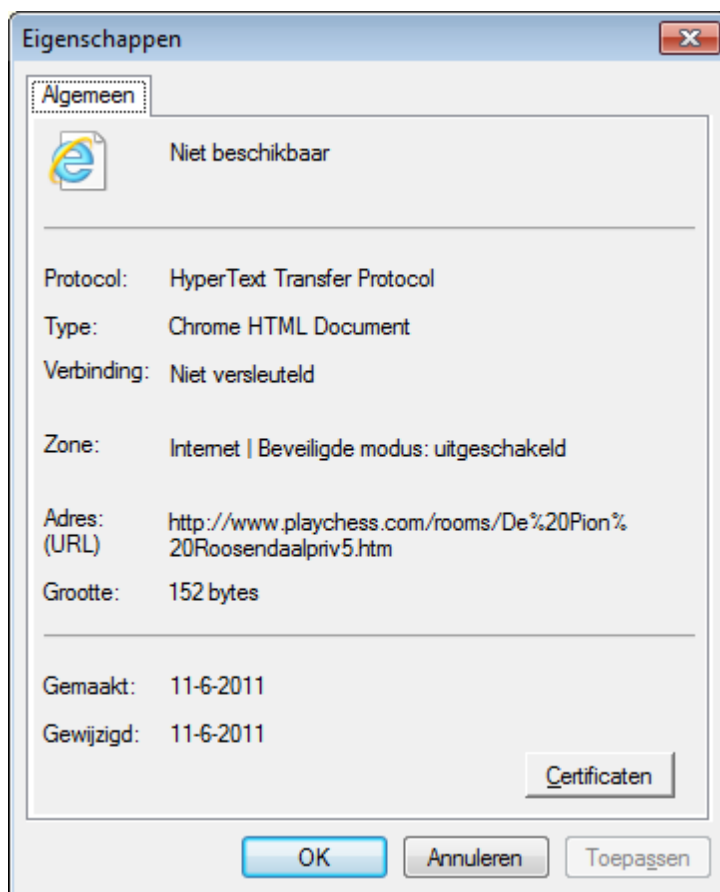 Eigenschappen
Algemeen
Niet beschikbaar
Protocol: HyperText Transfer Protocol
Type: Chrome HTML Document
Verbinding: Niet versleuteld
Zone: Internet | Beveiligde modus: uitgeschakeld
Adres: http://www.playchess.com/rooms/De%20Pion%
(URL) 20Roosendaalpriv5.htm
Grootte: 152 bytes
Gemaakt: 11-6-2011
Gewijzigd: 11-6-2011
Certificaten
OK Annuleren Toepassen